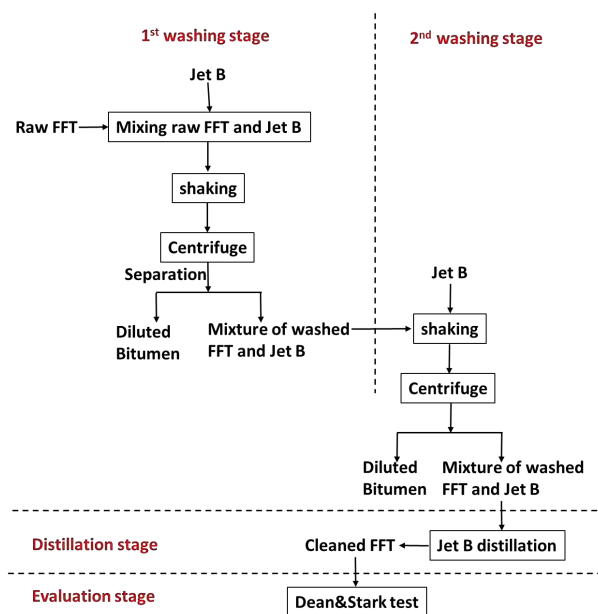 1st washing stage
2nd washing stage
Jet B
Raw FFT
Mixing raw FFT and Jet B
shaking
Centrifuge
Separation
Diluted
Bitumen
Mixture of washed
FFT and Jet B
Jet B
shaking
Centrifuge
Diluted
Bitumen
Mixture of washed
FFT and Jet B
Distillation stage
Cleaned FFT
Jet B distillation
Evaluation stage
Dean&Stark test